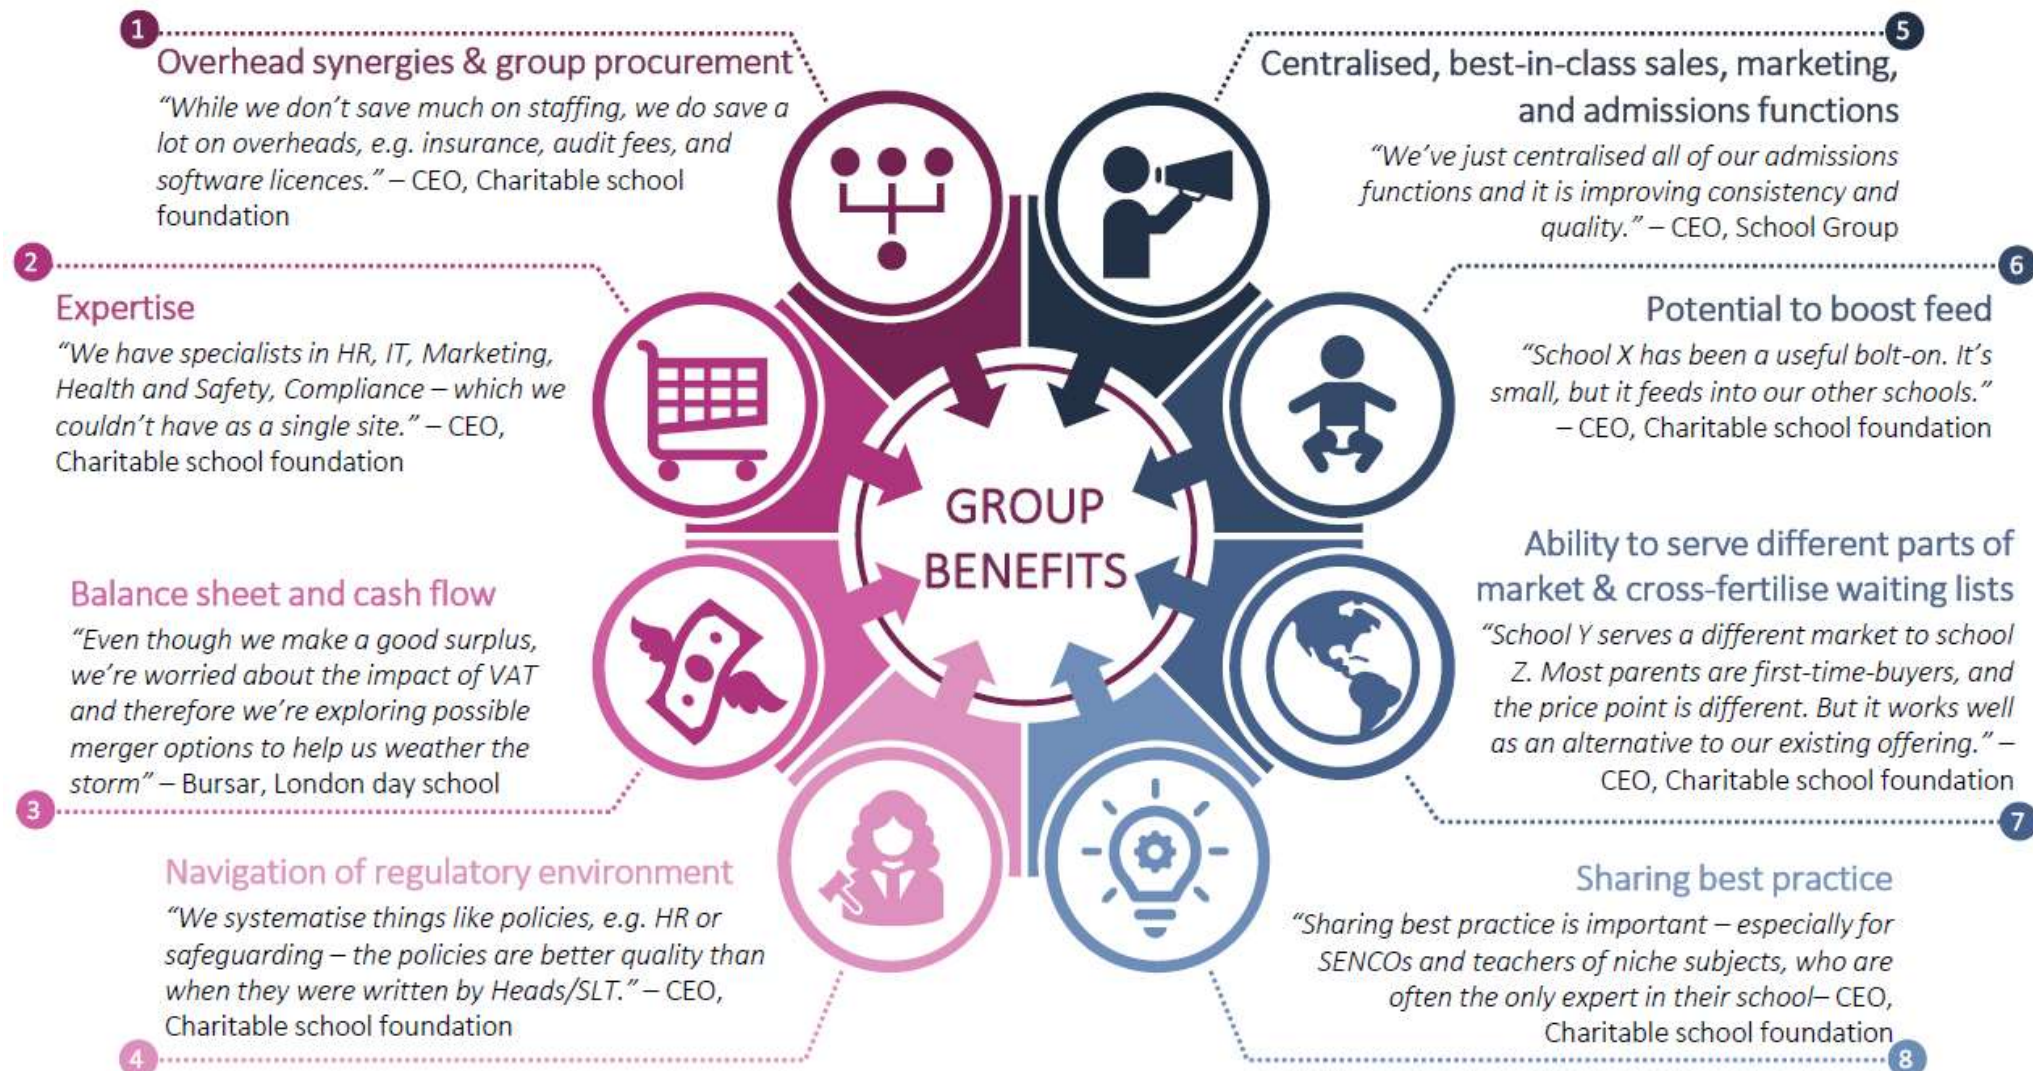 1
Overhead synergies & group procurement
“While we don’t save much on staffing, we do save a
lot on overheads, e.g. insurance, audit fees, and
software licences.” – CEO, Charitable school
foundation
2
Expertise
“We have specialists in HR, IT, Marketing,
Health and Safety, Compliance – which we
couldn’t have as a single site.” – CEO,
Charitable school foundation
Balance sheet and cash flow
“Even though we make a good surplus,
we’re worried about the impact of VAT
and therefore we’re exploring possible
merger options to help us weather the
storm” – Bursar, London day school
3
Navigation of regulatory environment
“We systematise things like policies, e.g. HR or
safeguarding – the policies are better quality than
when they were written by Heads/SLT.” – CEO,
Charitable school foundation
4
GROUP
BENEFITS
5
Centralised, best-in-class sales, marketing,
and admissions functions
“We’ve just centralised all of our admissions
functions and it is improving consistency and
quality.” – CEO, School Group
6
Potential to boost feed
“School X has been a useful bolt-on. It’s
small, but it feeds into our other schools.”
– CEO, Charitable school foundation
Ability to serve different parts of
market & cross-fertilise waiting lists
“School Y serves a different market to school
Z. Most parents are first-time-buyers, and
the price point is different. But it works well
as an alternative to our existing offering.” –
CEO, Charitable school foundation
7
Sharing best practice
“Sharing best practice is important – especially for
SENCOs and teachers of niche subjects, who are
often the only expert in their school– CEO,
Charitable school foundation
8